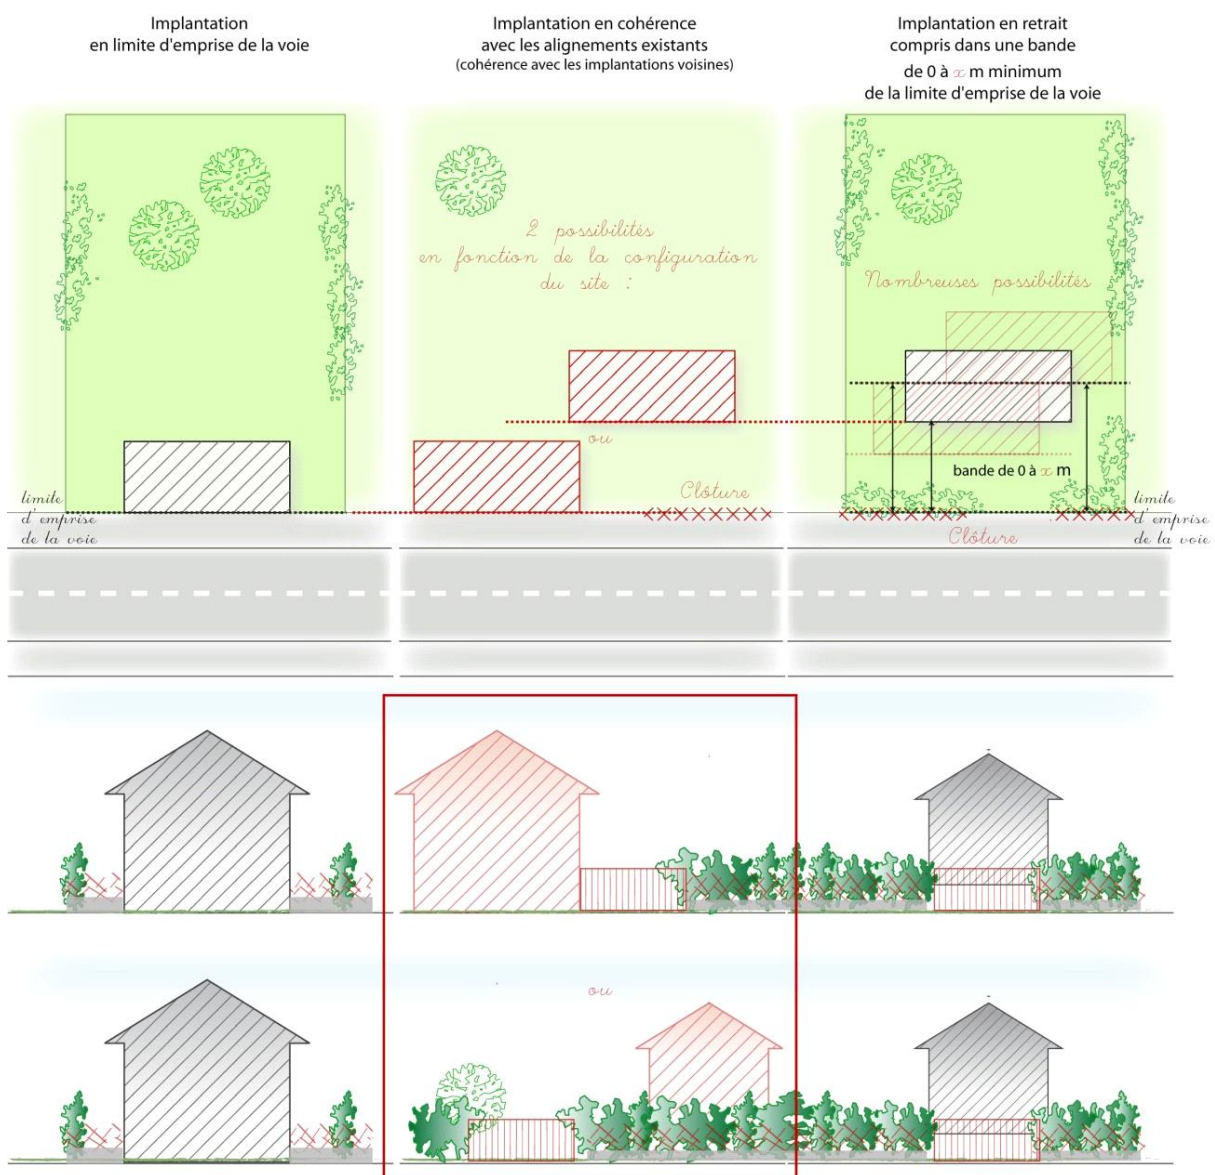 Implantation
en limite d'emprise de la voie
Implantation en cohérence
avec les alignements existants
(cohérence avec les implantations voisines)
Implantation en retrait
compris dans une bande
de 0 à x m minimum
de la limite d'emprise de la voie
2 possibilités
en fonction de la configuration
du site :
Nombreuses possibilités
ou
bande de 0 à x m
Clôture
limite
d'emprise
de la voie
limite
d'emprise
de la voie
Clôture
ou